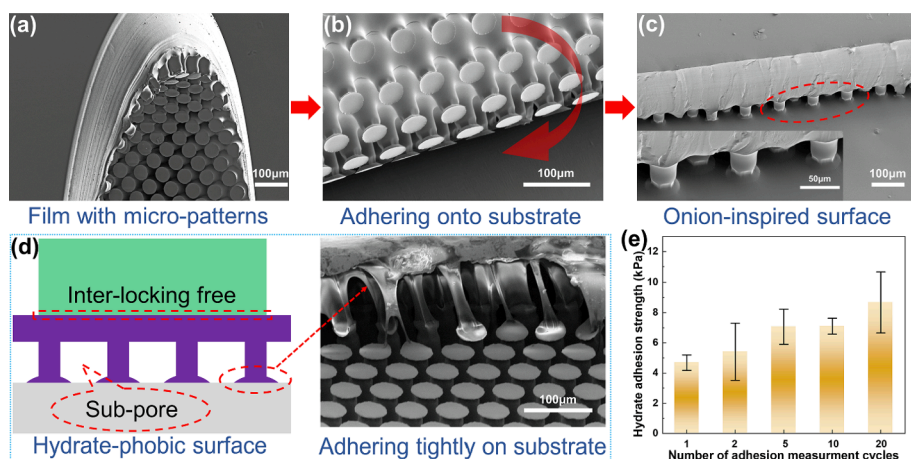 (a)
100μm
Film with micro-patterns
(b)
100μm
Adhering onto substrate
(c)
50μm
100μm
Onion-inspired surface
(d)
Inter-locking free
Sub-pore
Hydrate-phobic surface
100μm
Adhering tightly on substrate
(e)
Hydrate adhesion strength (kPa)
12
10
8
6
4
2
0
1 2 5 10 20
Number of adhesion measurment cycles